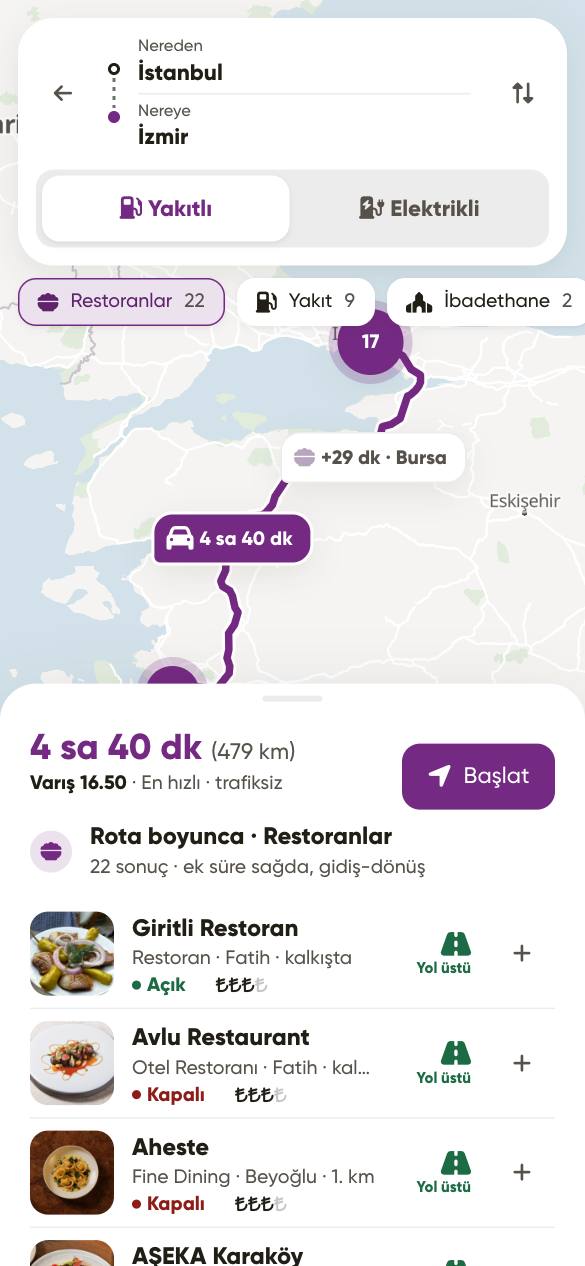 Nereden
İstanbul
Nereye
İzmir
Yakıtlı
Elektrikli
Restoranlar 22
Yakıt 9
İbadethane 2
17
+29 dk · Bursa
Eskişehir
4 sa 40 dk
4 sa 40 dk (479 km)
Varış 16.50 · En hızlı · trafiksiz
Başlat
Rota boyunca · Restoranlar
22 sonuç · ek süre sağda, gidiş-dönüş
Giritli Restoran
Restoran · Fatih · kalkışta
Açık ₺₺₺₺
Yol üstü
Avlu Restaurant
Otel Restoranı · Fatih · kal...
Kapalı ₺₺₺₺
Yol üstü
Aheste
Fine Dining · Beyoğlu · 1. km
Kapalı ₺₺₺₺
Yol üstü
AŞEKA Karaköy